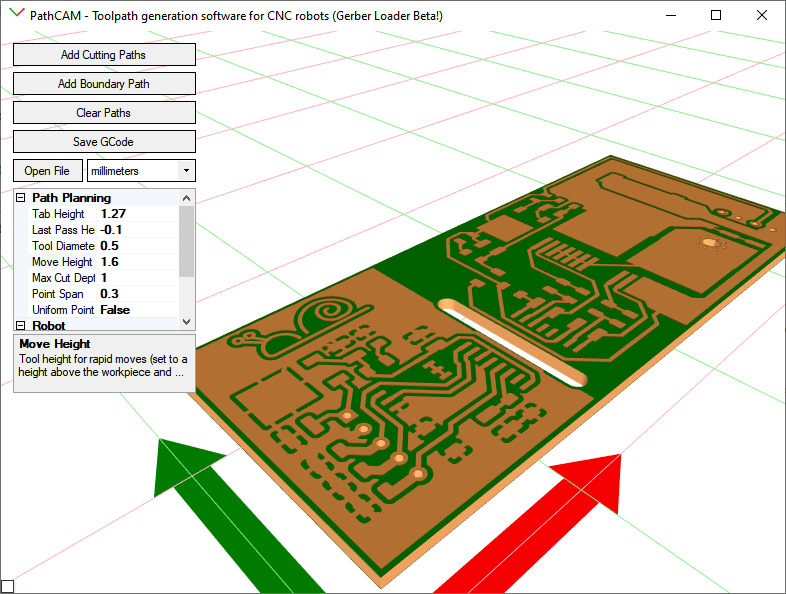 PathCAM - Toolpath generation software for CNC robots (Gerber Loader Beta!)
Add Cutting Paths
Add Boundary Path
Clear Paths
Save GCode
Open File millimeters
Path Planning
Tab Height 1.27
Last Pass He -0.1
Tool Diamete 0.5
Move Height 1.6
Max Cut Dept 1
Point Span 0.3
Uniform Point False
Robot
Move Height
Tool height for rapid moves (set to a
height above the workpiece and ...